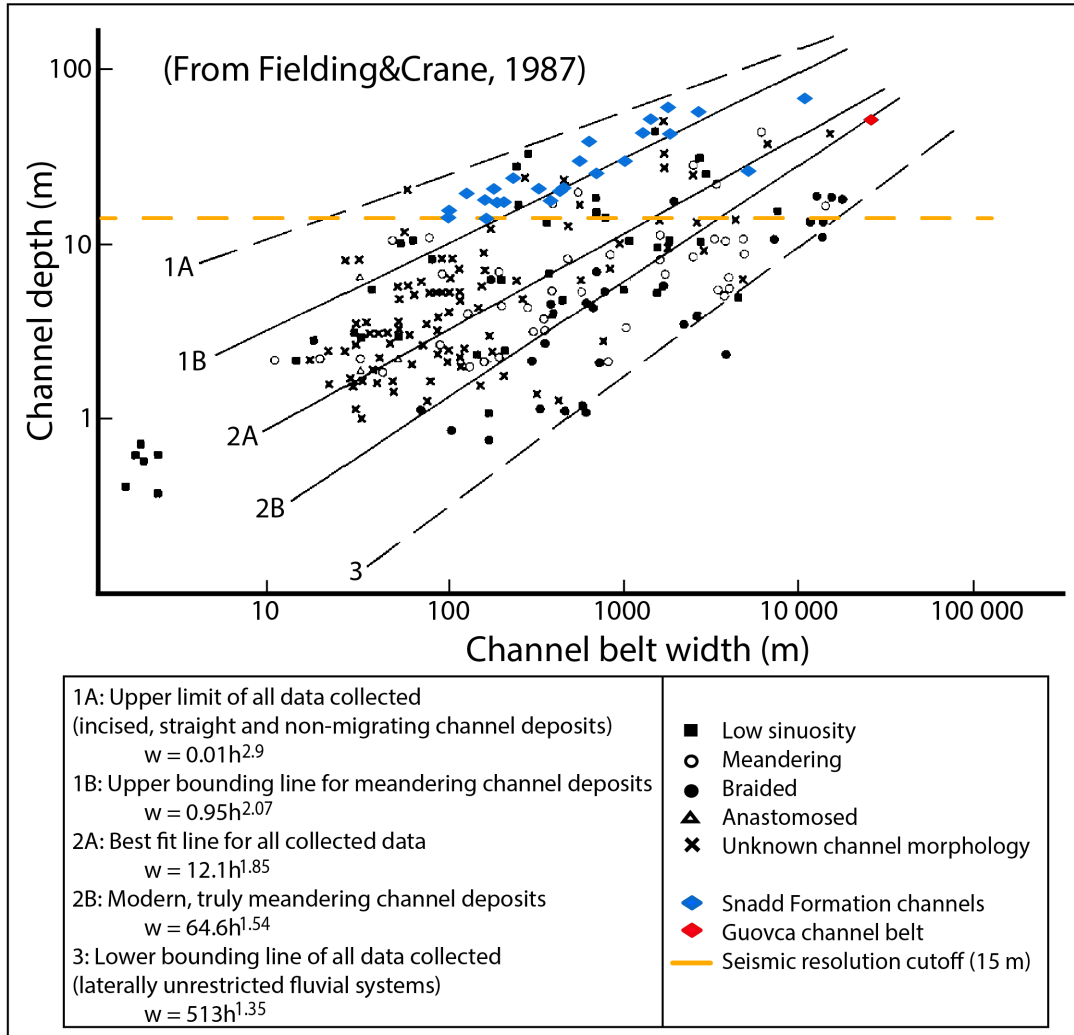 (From Fielding&Crane, 1987)
100
10
1
Channel depth (m)
1A
1B
2A
2B
3
10
100
1000
10 000
100 000
Channel belt width (m)
1A: Upper limit of all data collected
(incised, straight and non-migrating channel deposits)
w = 0.01h2.9
1B: Upper bounding line for meandering channel deposits
w = 0.95h2.07
2A: Best fit line for all collected data
w = 12.1h1.85
2B: Modern, truly meandering channel deposits
w = 64.6h1.54
3: Lower bounding line of all data collected
(laterally unrestricted fluvial systems)
w = 513h1.35
Low sinuosity
Meandering
Braided
Anastomosed
Unknown channel morphology
Snadd Formation channels
Guovca channel belt
Seismic resolution cutoff (15 m)